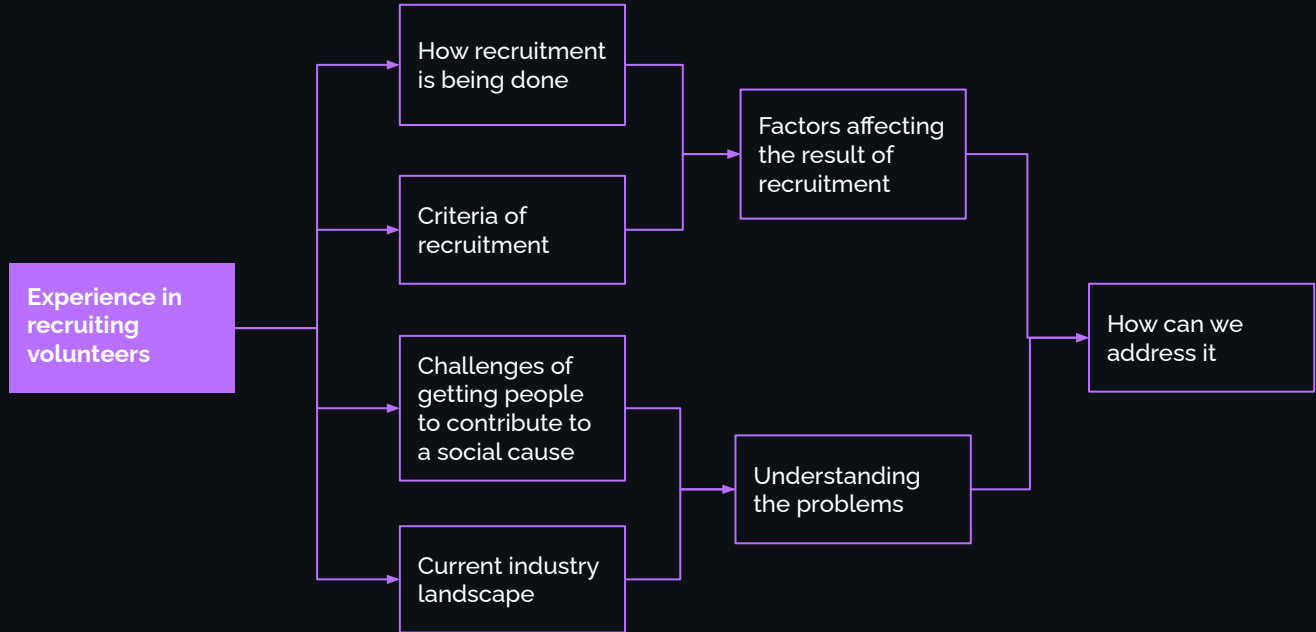 How recruitment
is being done
Factors affecting
the result of
recruitment
Criteria of
recruitment
Experience in
recruiting
volunteers
How can we
address it
Challenges of
getting people
to contribute to
a social cause
Understanding
the problems
Current industry
landscape